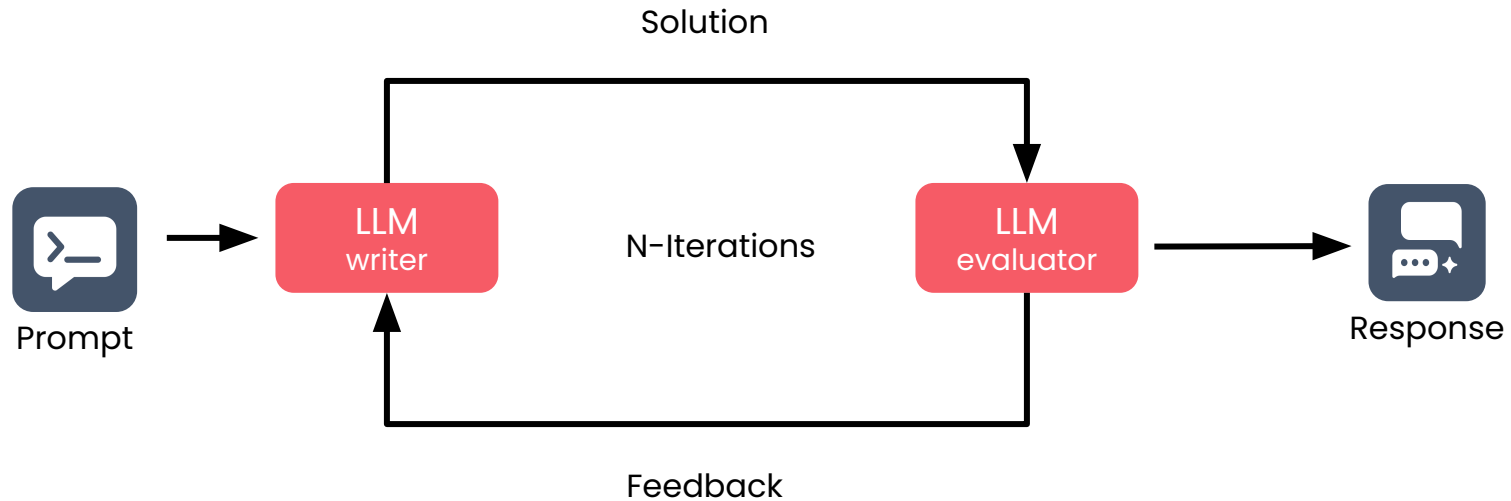 Solution
LLM
writer
N-Iterations
LLM
evaluator
Prompt
Response
Feedback